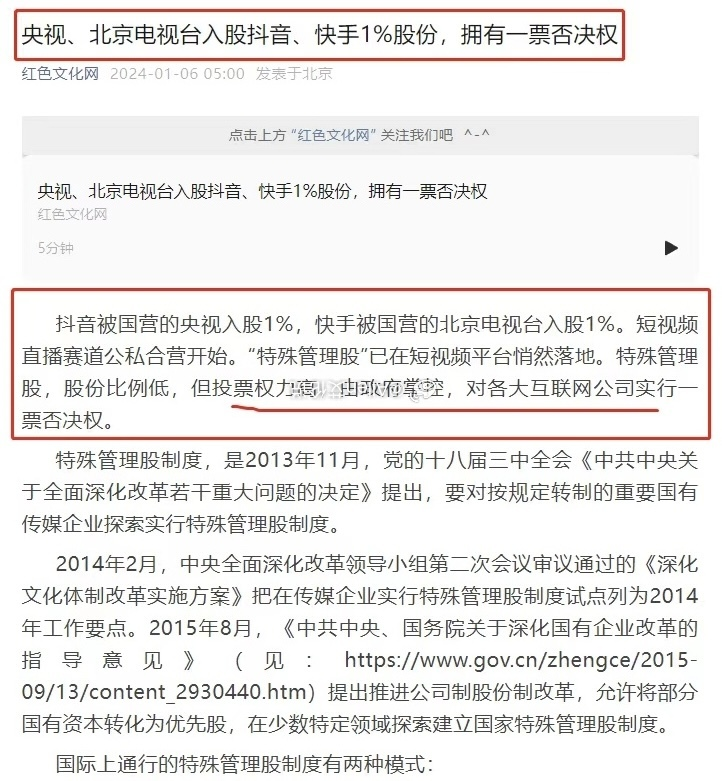 央视、北京电视台入股抖音、快手1%股份，拥有一票否决权
红色文化网 2024-01-06 05:00 发表于北京
点击上方“红色文化网”关注我们吧 ^-^
央视、北京电视台入股抖音、快手1%股份，拥有一票否决权
红色文化网
5分钟
抖音被国营的央视入股1%，快手被国营的北京电视台入股1%。短视频
直播赛道公私合营开始。“特殊管理股”已在短视频平台悄然落地。特殊管理
股，股份比例低，但投票权力高，由政府掌控，对各大互联网公司实行一
票否决权。
特殊管理股制度，是2013年11月，党的十八届三中全会《中共中央关
于全面深化改革若干重大问题的决定》提出，要对按规定转制的重要国有
传媒企业探索实行特殊管理股制度。
2014年2月，中央全面深化改革领导小组第二次会议审议通过的《深化
文化体制改革实施方案》把在传媒企业实行特殊管理股制度试点列为2014
年工作要点。2015年8月，《中共中央、国务院关于深化国有企业改革的
指导意见》（见：https://www.gov.cn/zhengce/2015-
09/13/content_2930440.htm）提出推进公司制股份制改革，允许将部分
国有资本转化为优先股，在少数特定领域探索建立国家特殊管理股制度。
国际上通行的特殊管理股制度有两种模式：